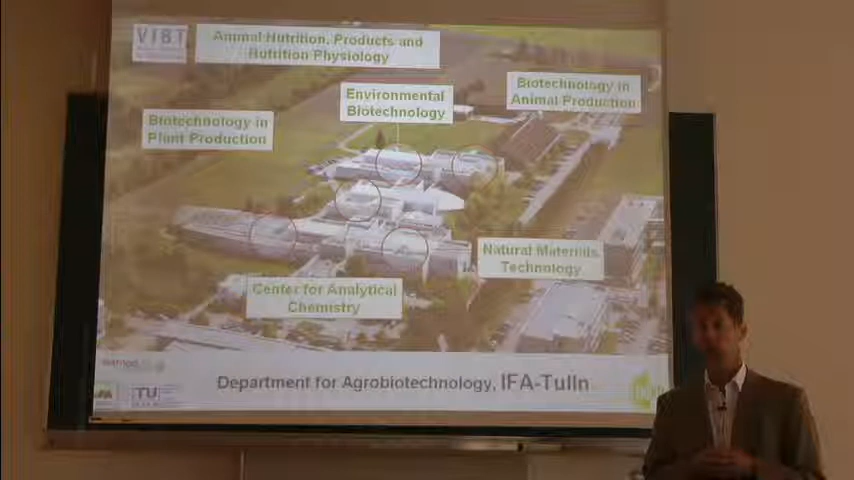 VIBT
Animal Nutrition, Products and
Nutrition Physiology
Biotechnology in
Animal Production
Environmental
Biotechnology
Biotechnology in
Plant Production
Natural Materials
Technology
Center for Analytical
Chemistry
Department for Agrobiotechnology, IFA-Tulln
TU